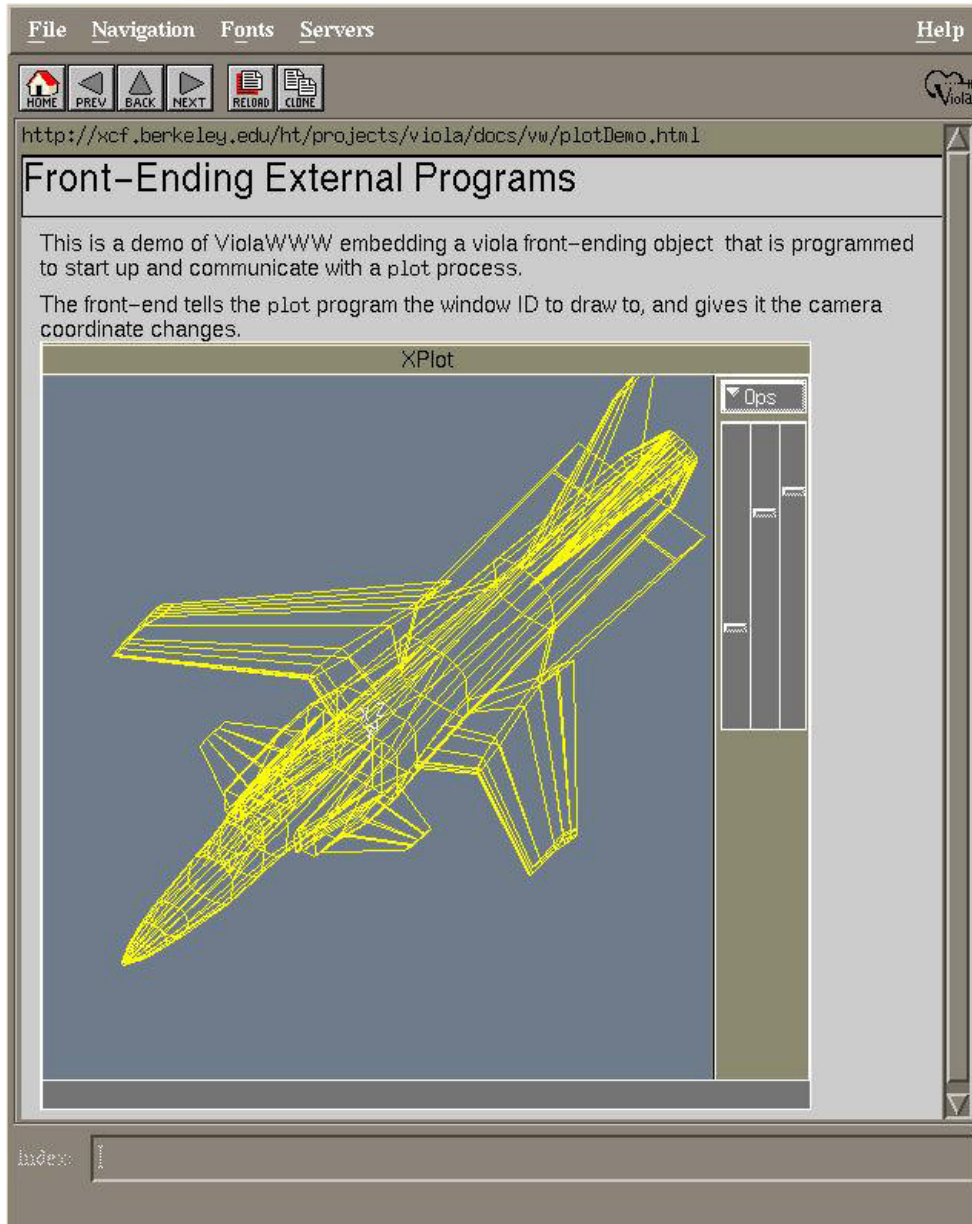 File Navigation Fonts Servers Help
HOME PREV BACK NEXT RELOAD CLONE
Viola
http://xcf.berkeley.edu/ht/projects/viola/docs/vw/plotDemo.html
Front-Ending External Programs
This is a demo of ViolaWWW embedding a viola front-ending object that is programmed
to start up and communicate with a plot process.
The front-end tells the plot program the window ID to draw to, and gives it the camera
coordinate changes.
XPlot
Ops
Index: